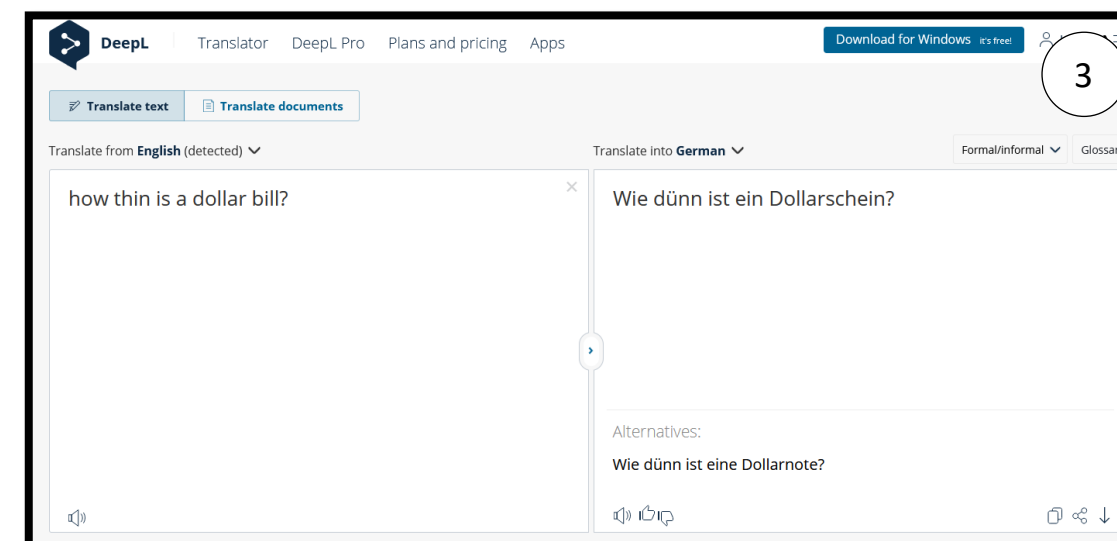 DeepL Translator DeepL Pro Plans and pricing Apps Download for Windows it's free!
3
Translate text Translate documents
Translate from English (detected) Translate into German Formal/informal Glossar
how thin is a dollar bill? Wie dünn ist ein Dollarschein?
Alternatives:
Wie dünn ist eine Dollarnote?